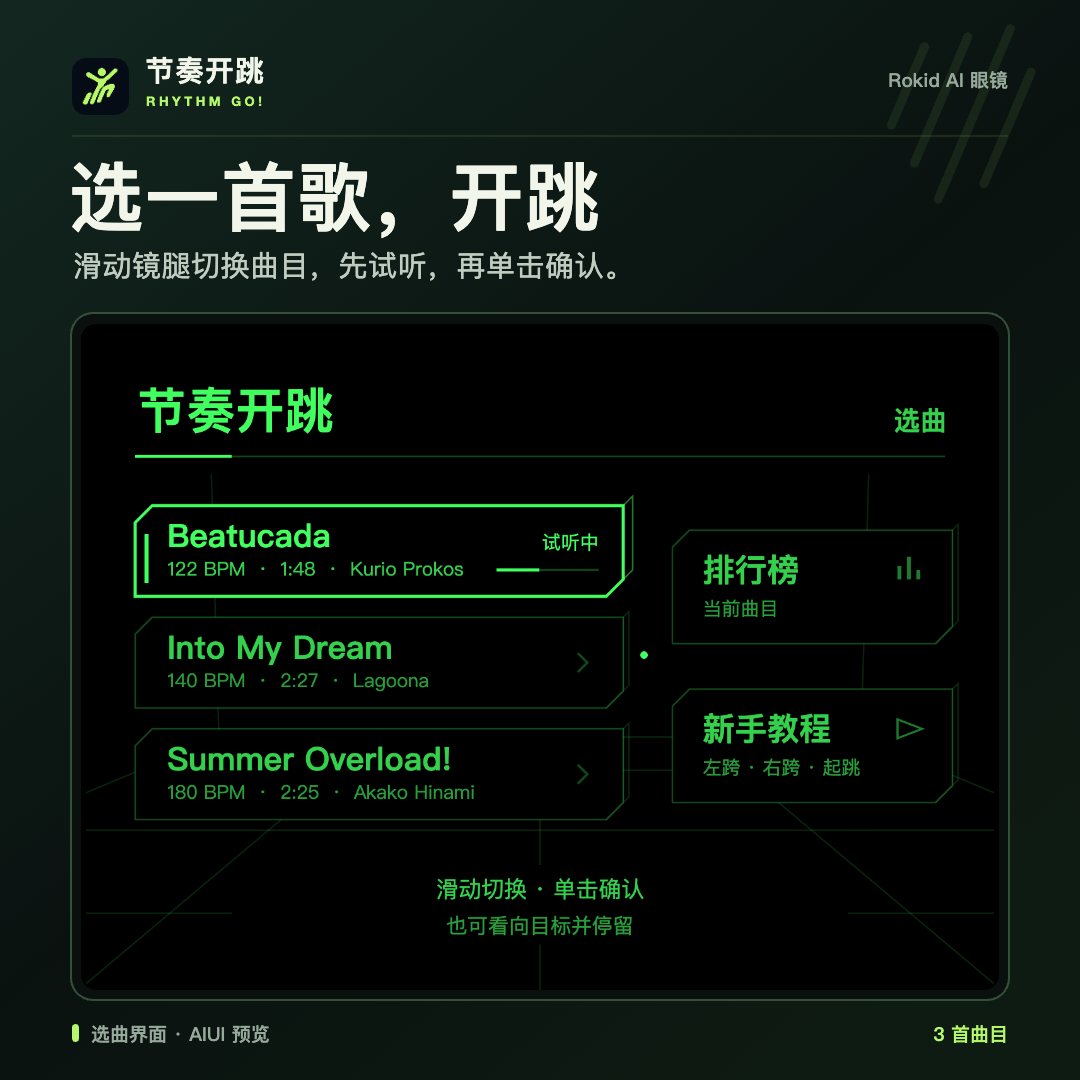 节奏开跳
RHYTHM GO!
Rokid AI 眼镜
选一首歌，开跳
滑动镜腿切换曲目，先试听，再单击确认。
节奏开跳
选曲
Beatucada
试听中
122 BPM · 1:48 · Kurio Prokos
Into My Dream
140 BPM · 2:27 · Lagoona
Summer Overload!
180 BPM · 2:25 · Akako Hinami
排行榜
当前曲目
新手教程
左跨 · 右跨 · 起跳
滑动切换 · 单击确认
也可看向目标并停留
选曲界面 · AIUI 预览
3 首曲目